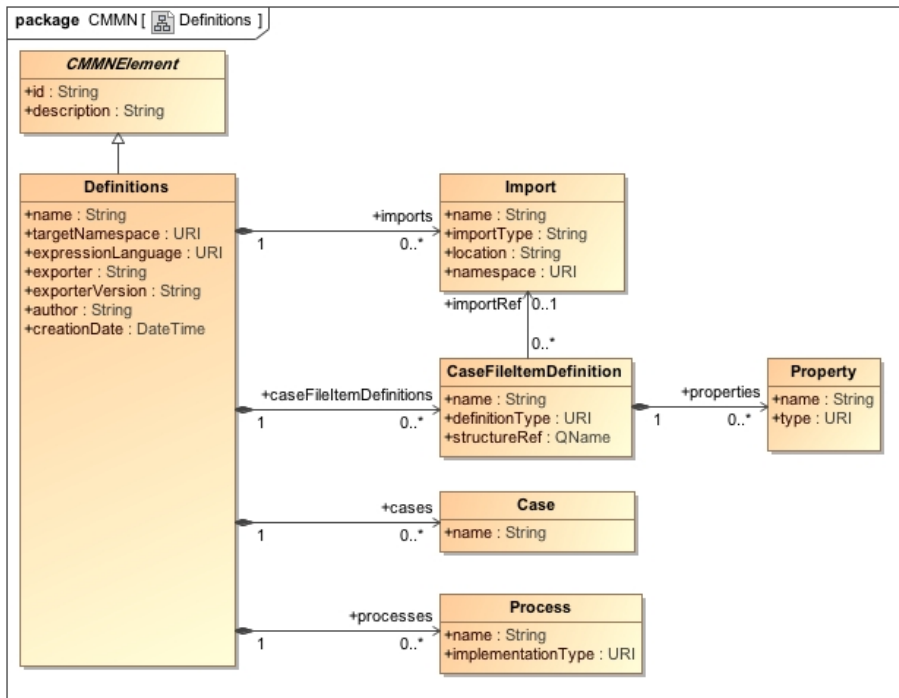 package CMMN [ Definitions ]
CMMNElement
+id : String
+description : String
Definitions
+name : String
+targetNamespace : URI
+expressionLanguage : URI
+exporter : String
+exporterVersion : String
+author : String
+creationDate : DateTime
+imports
1
0..*
Import
+name : String
+importType : String
+location : String
+namespace : URI
+importRef
0..1
0..*
+caseFileItemDefinitions
1
0..*
CaseFileItemDefinition
+name : String
+definitionType : URI
+structureRef : QName
+properties
1
0..*
Property
+name : String
+type : URI
+cases
1
0..*
Case
+name : String
+processes
1
0..*
Process
+name : String
+implementationType : URI